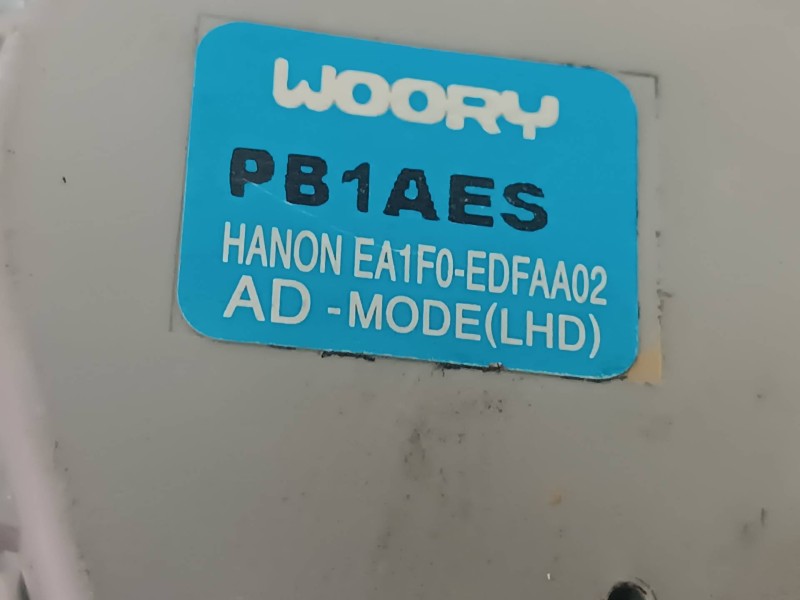 WOORY
PB1AES
HANON EA1F0-EDFAA02
AD -MODE(LHD)